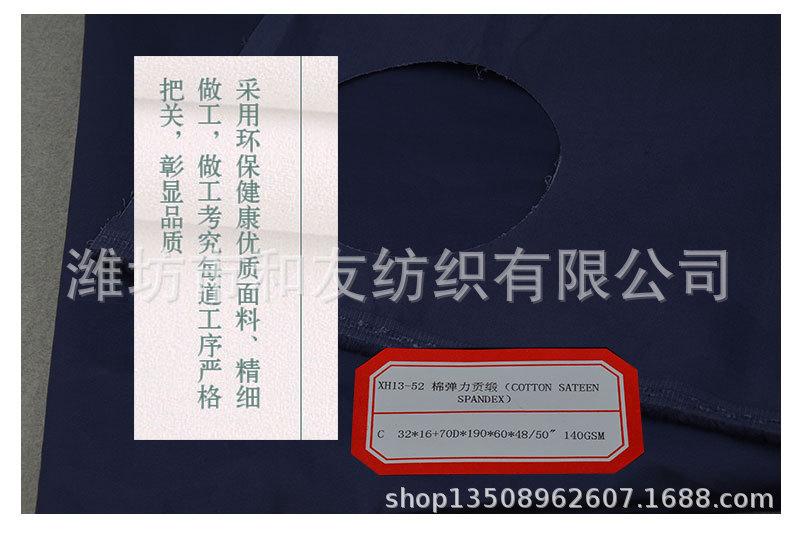 采用环保健康优质面料、精细
做工，做工考究每道工序严格
把关，彰显品质
潍坊市和友纺织有限公司
XH13-52 棉弹力贡缎（COTTON SATEEN
SPANDEX）
C 32*16+70D*190*60*48/50" 140GSM
shop13508962607.1688.com